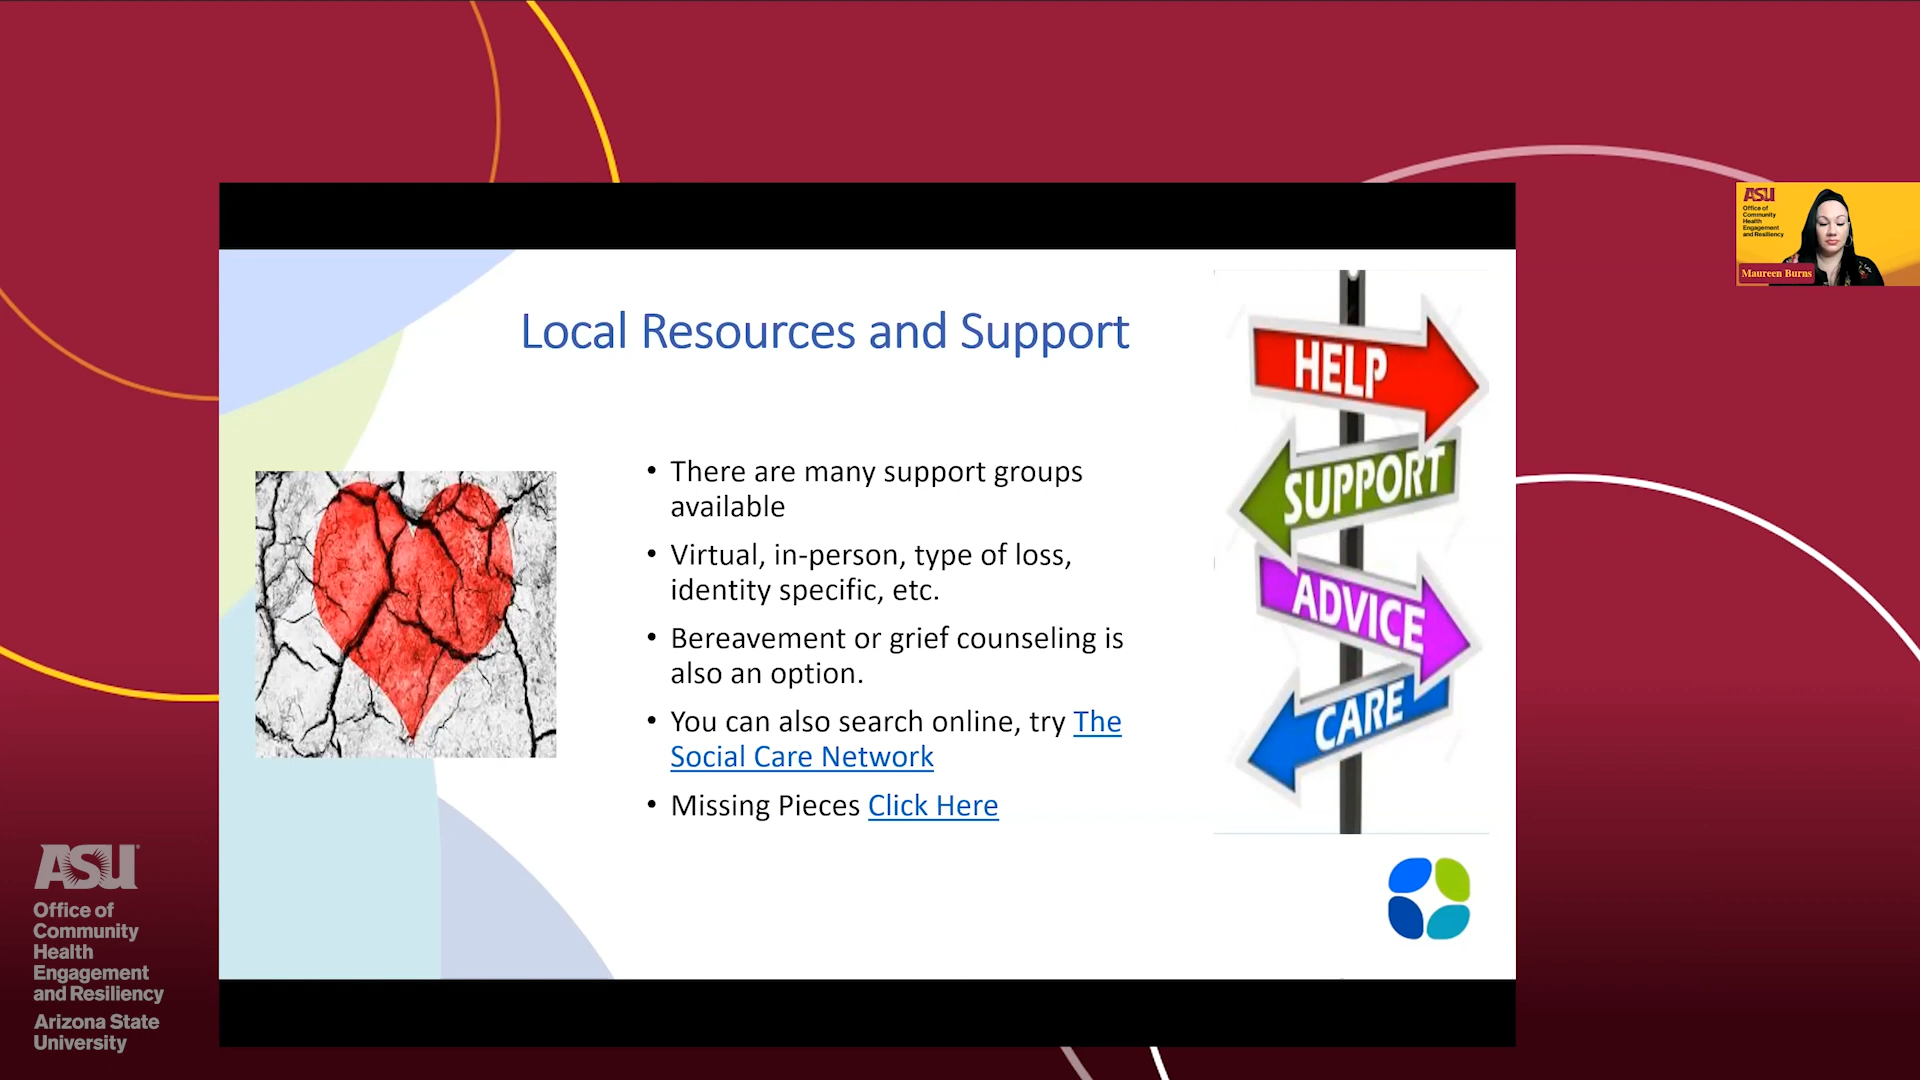 Local Resources and Support
• There are many support groups
available
• Virtual, in-person, type of loss,
identity specific, etc.
• Bereavement or grief counseling is
also an option.
• You can also search online, try The
Social Care Network
• Missing Pieces Click Here
HELP
SUPPORT
ADVICE
CARE
ASU
Office of
Community
Health
Engagement
and Resiliency
Maureen Burns
ASU
Office of
Community
Health
Engagement
and Resiliency
Arizona State
University